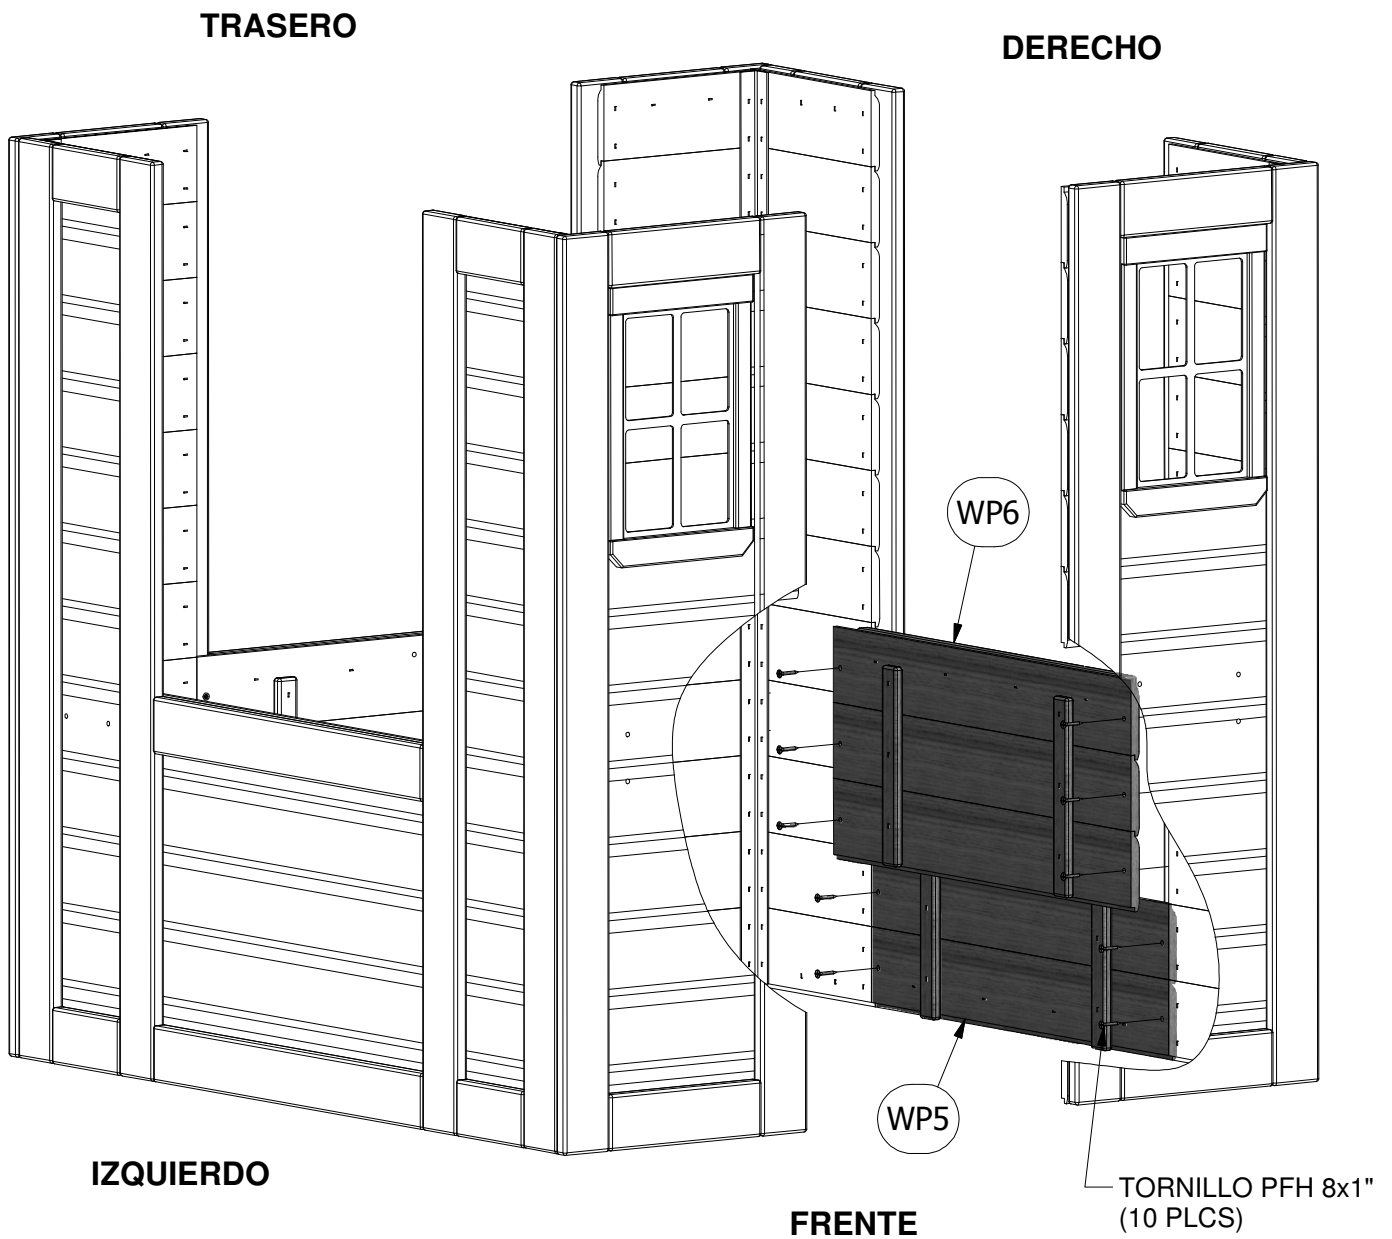 TRASERO
DERECHO
WP6
WP5
IZQUIERDO
TORNILLO PFH 8x1"
(10 PLCS)
FRENTE